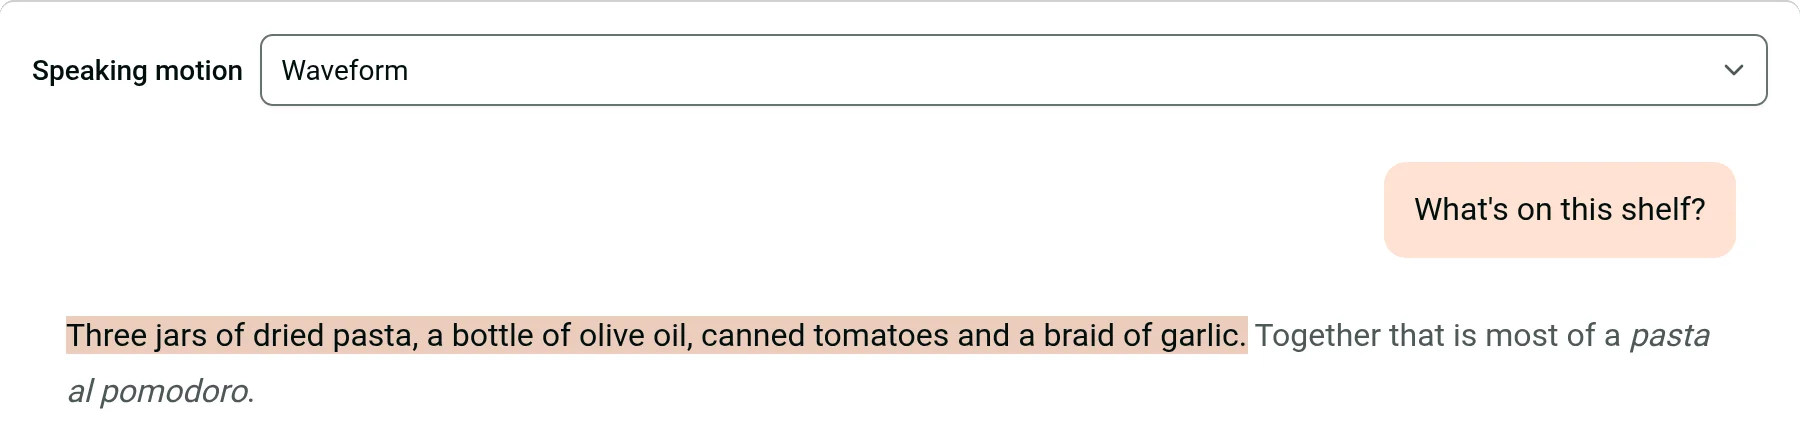 Speaking motion
Waveform
What's on this shelf?
Three jars of dried pasta, a bottle of olive oil, canned tomatoes and a braid of garlic. Together that is most of a pasta
al pomodoro.